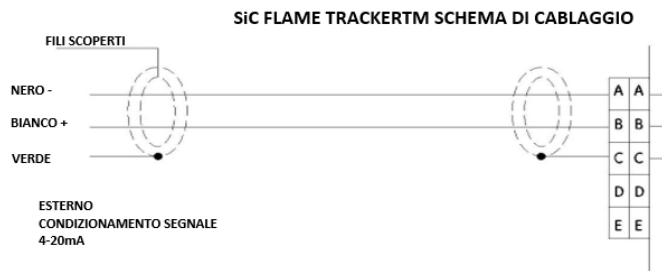 SiC FLAME TRACKERTM SCHEMA DI CABLAGGIO
FILI SCOPERTI
NERO -
BIANCO +
VERDE
A A
B B
C C
D D
E E
ESTERNO
CONDIZIONAMENTO SEGNALE
4-20mA